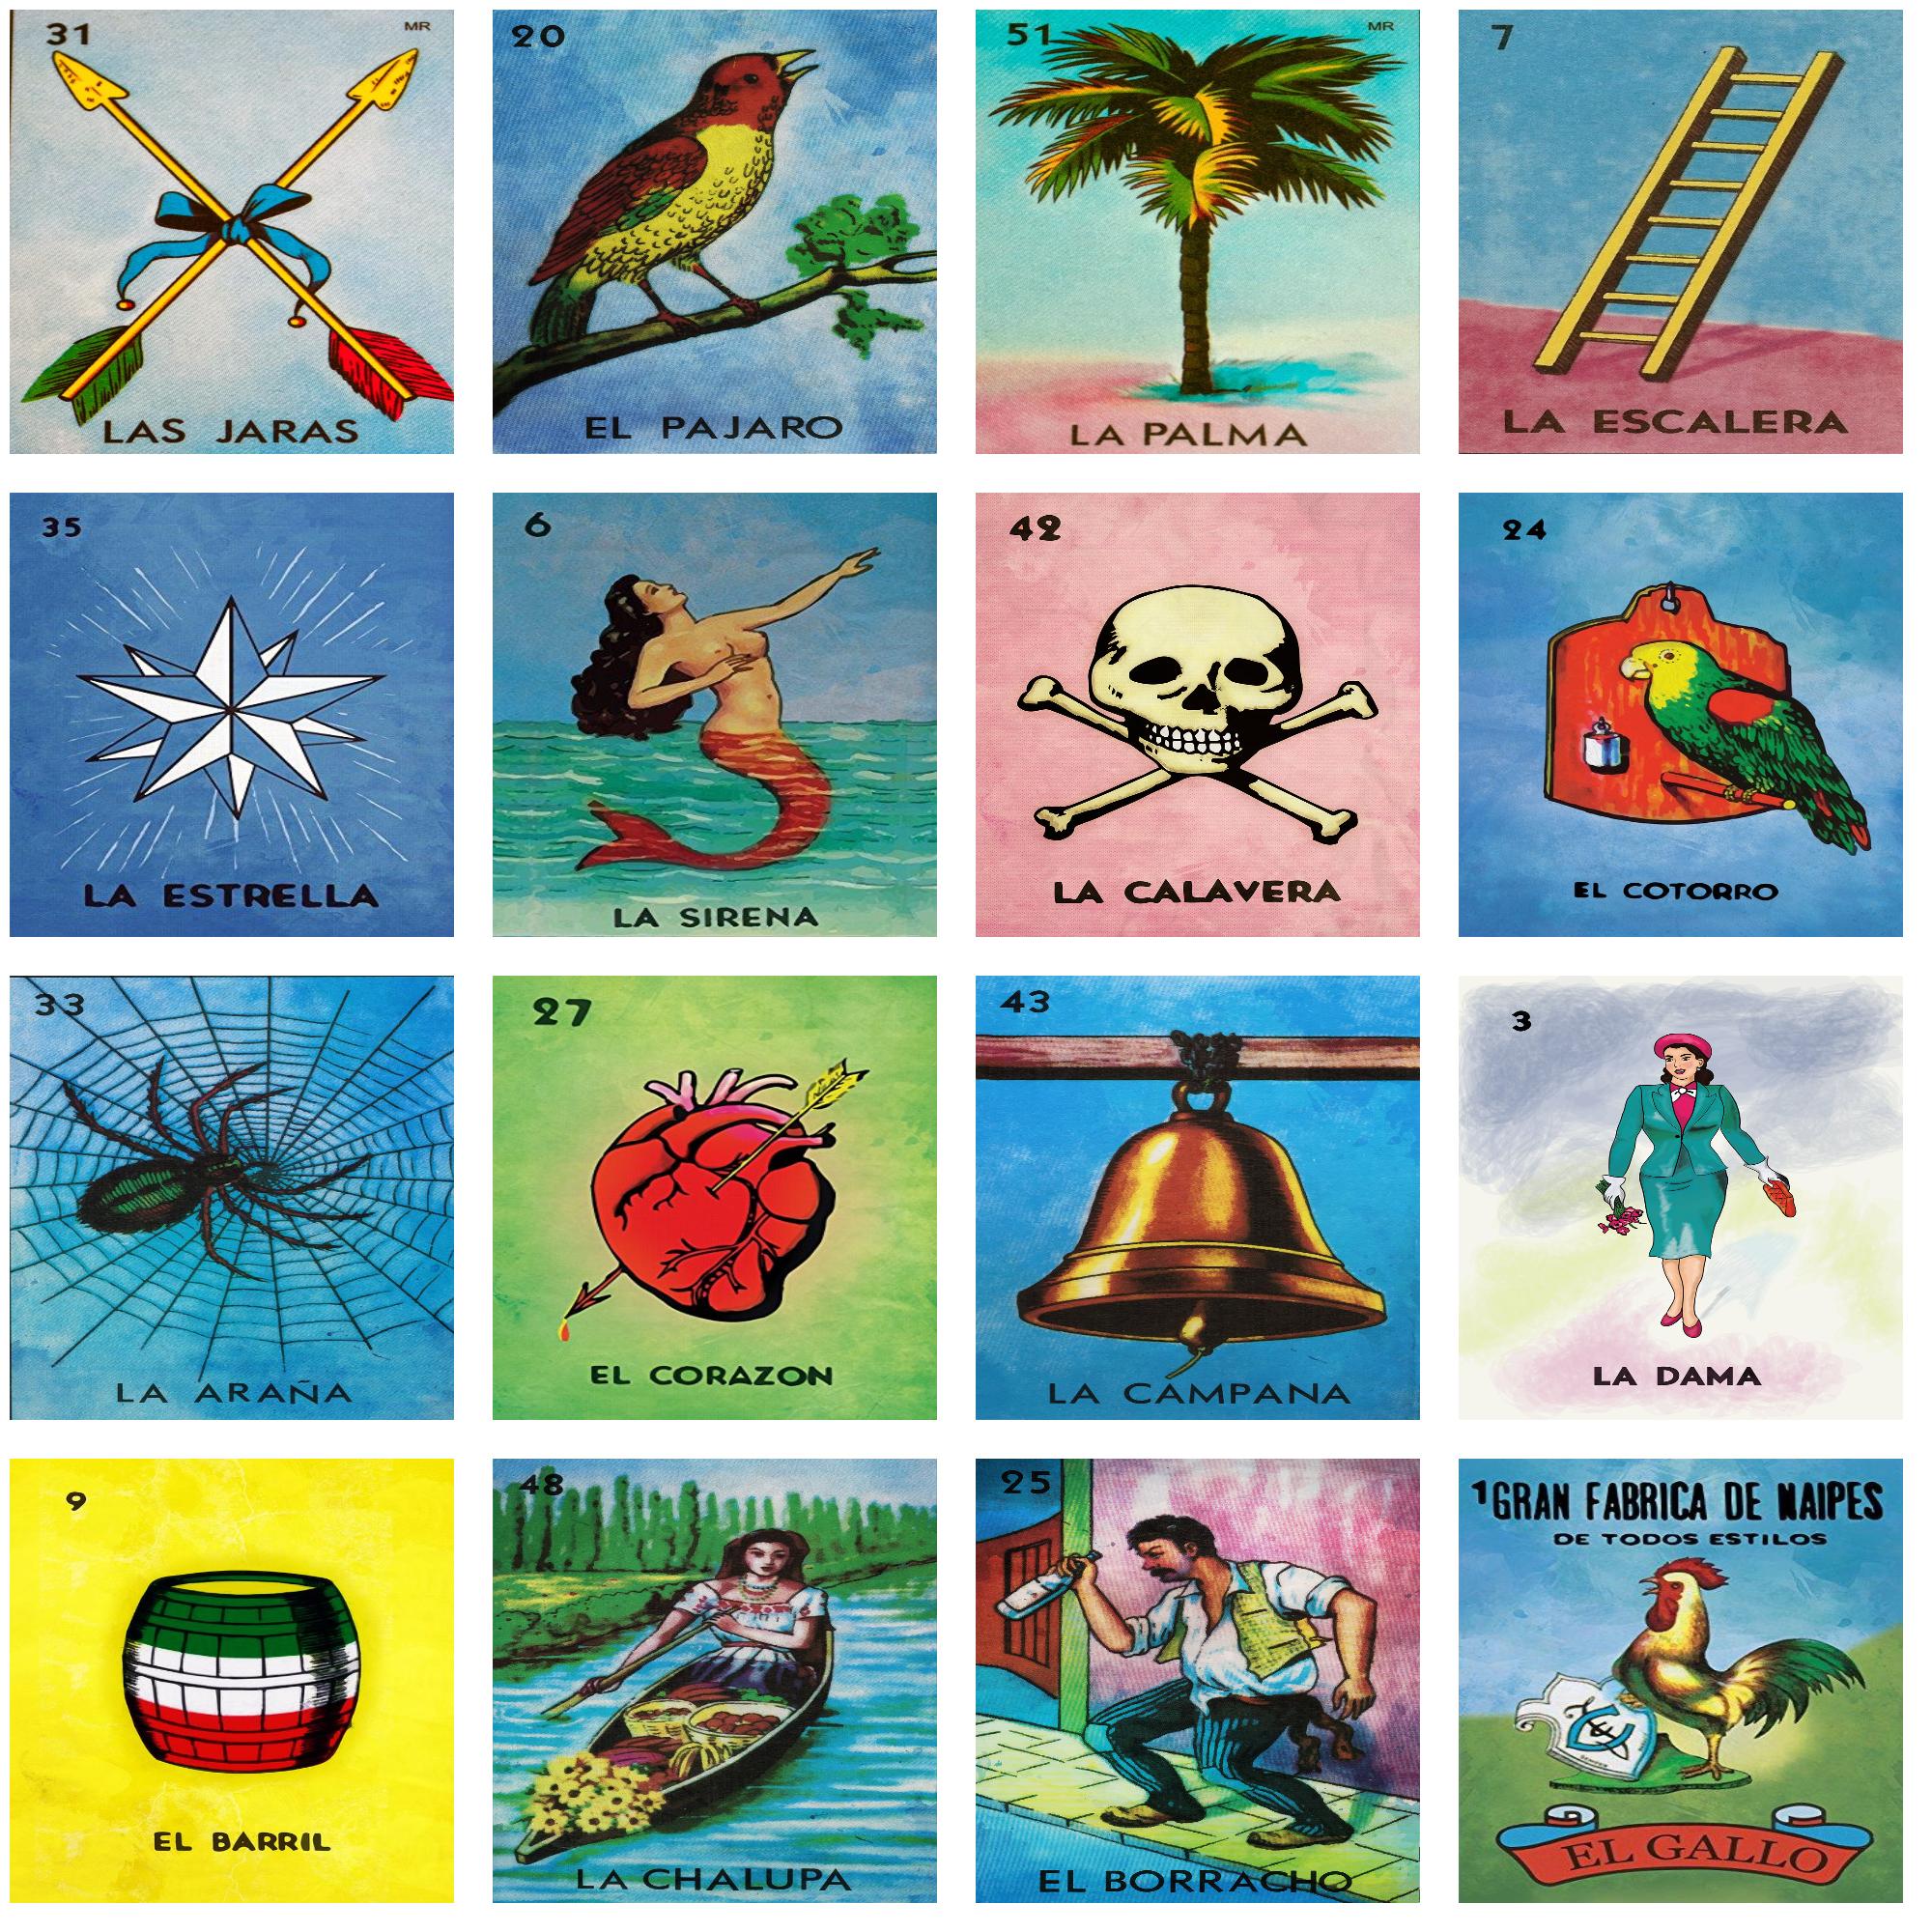 31
MR
LAS JARAS
20
EL PAJARO
51
MR
LA PALMA
7
LA ESCALERA
35
LA ESTRELLA
6
LA SIRENA
42
LA CALAVERA
24
EL COTORRO
33
LA ARAÑA
27
EL CORAZON
43
LA CAMPANA
3
LA DAMA
9
EL BARRIL
48
LA CHALUPA
25
EL BORRACHO
1 GRAN FABRICA DE NAIPES
DE TODOS ESTILOS
EL GALLO